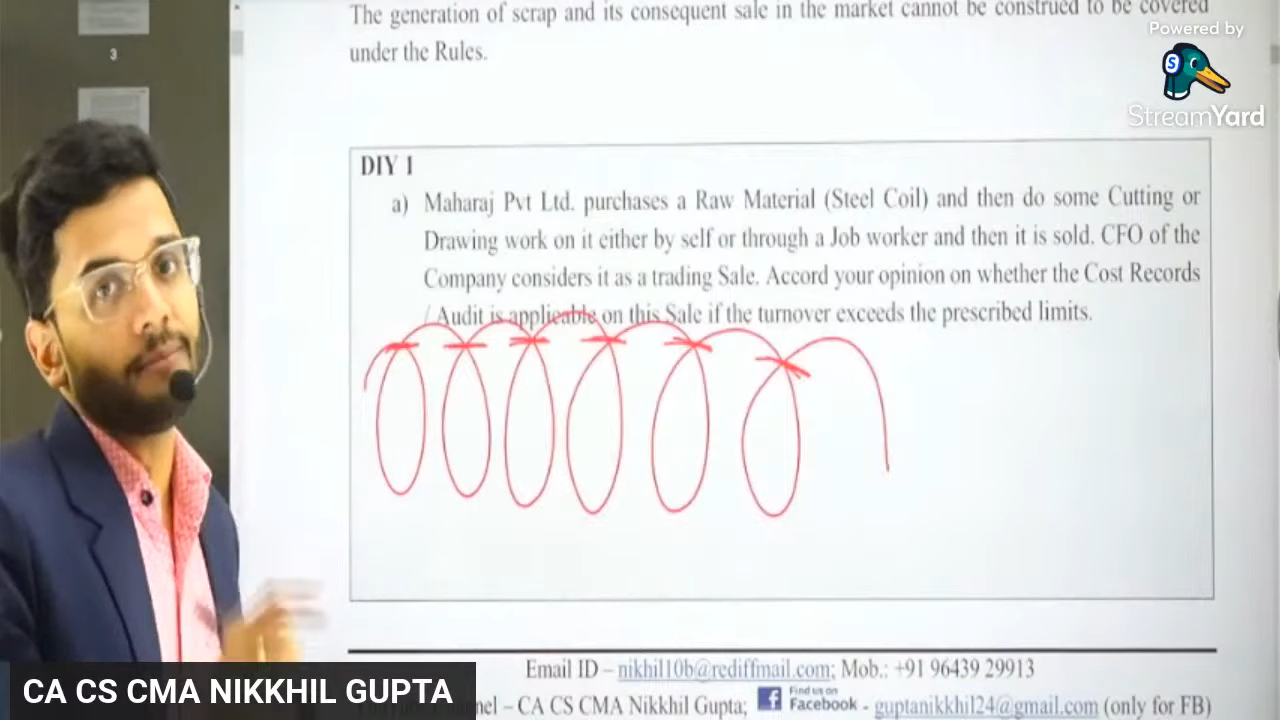 The generation of scrap and its consequent sale in the market cannot be construed to be covered
under the Rules.
Powered by
StreamYard
3
S
DIY 1
a) Maharaj Pvt Ltd. purchases a Raw Material (Steel Coil) and then do some Cutting or
Drawing work on it either by self or through a Job worker and then it is sold. CFO of the
Company considers it as a trading Sale. Accord your opinion on whether the Cost Records
/ Audit is applicable on this Sale if the turnover exceeds the prescribed limits.
Email ID – nikhil10b@rediffmail.com; Mob.: +91 96439 29913
nel – CA CS CMA Nikkhil Gupta; f Find us on Facebook - guptanikkhil24@gmail.com (only for FB)
CA CS CMA NIKKHIL GUPTA